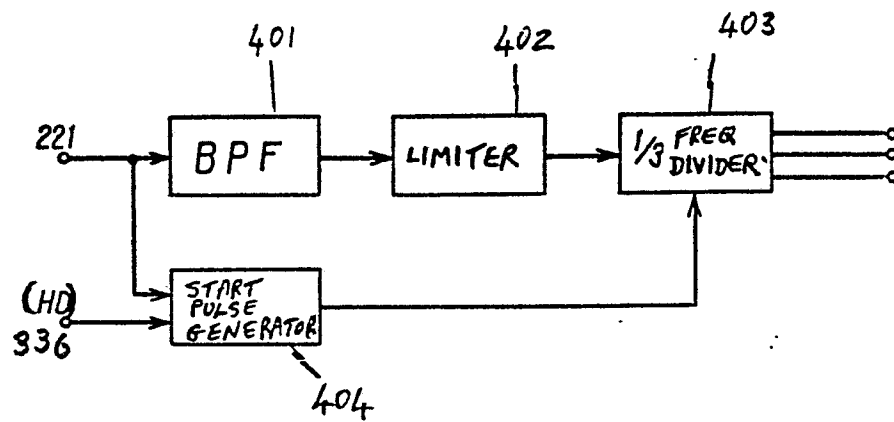 401
402
403
221
BPF
LIMITER
1/3 FREQ
DIVIDER
(HD)
336
START
PULSE
GENERATOR
404